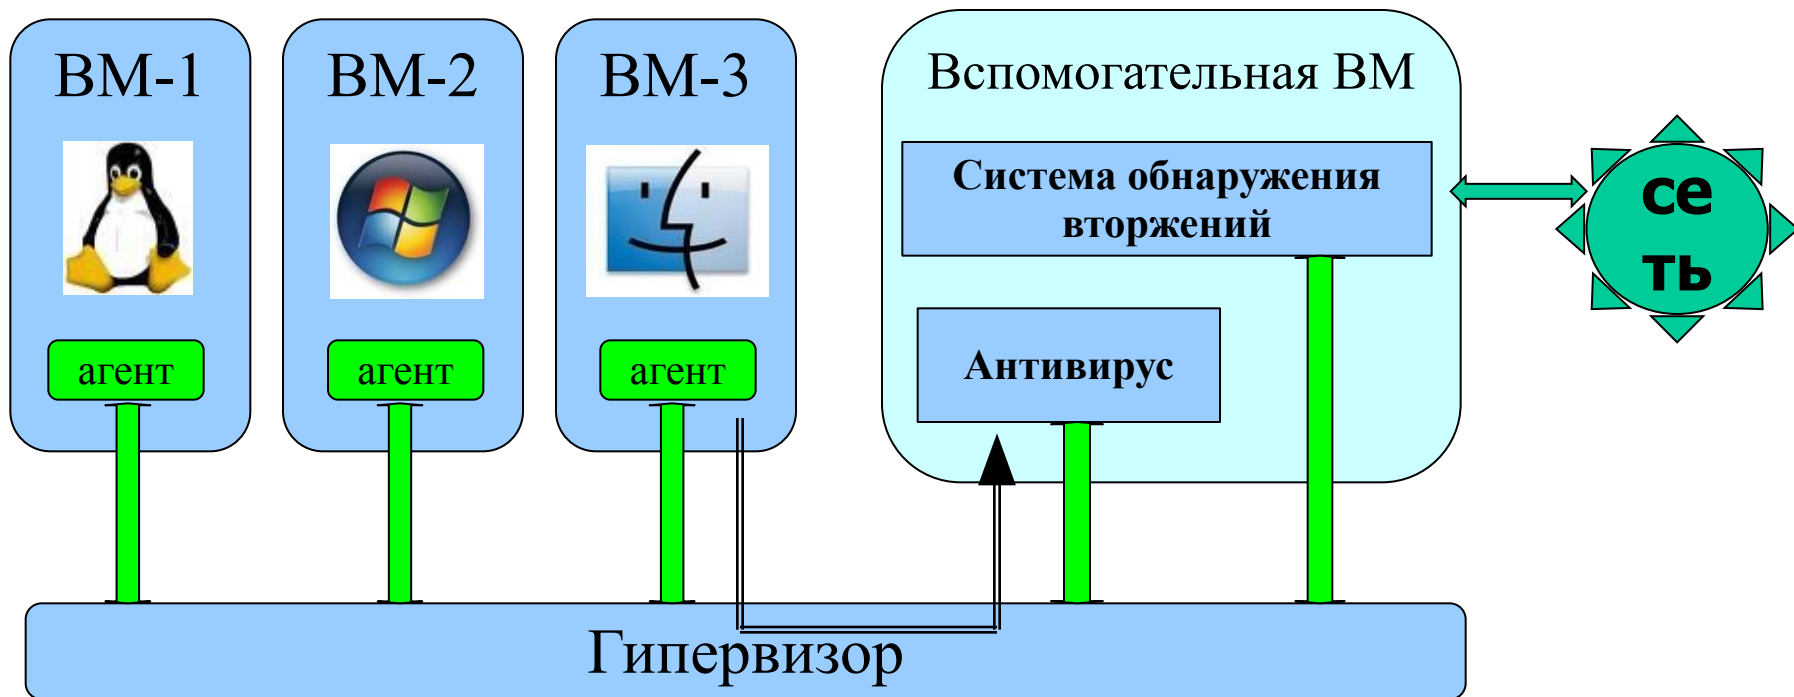 ВМ-1
ВМ-2
ВМ-3
Вспомогательная ВМ
Система обнаружения
вторжений
се
ть
Антивирус
агент
агент
агент
Гипервизор